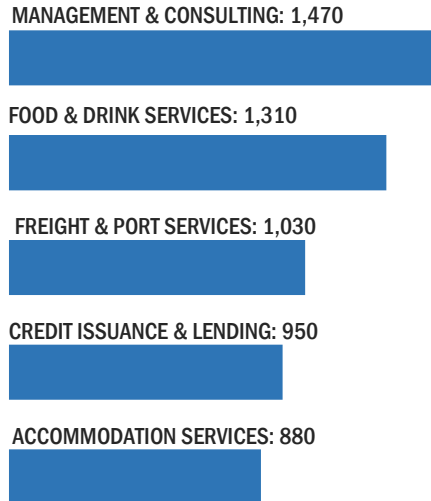 MANAGEMENT & CONSULTING: 1,470
FOOD & DRINK SERVICES: 1,310
FREIGHT & PORT SERVICES: 1,030
CREDIT ISSUANCE & LENDING: 950
ACCOMMODATION SERVICES: 880